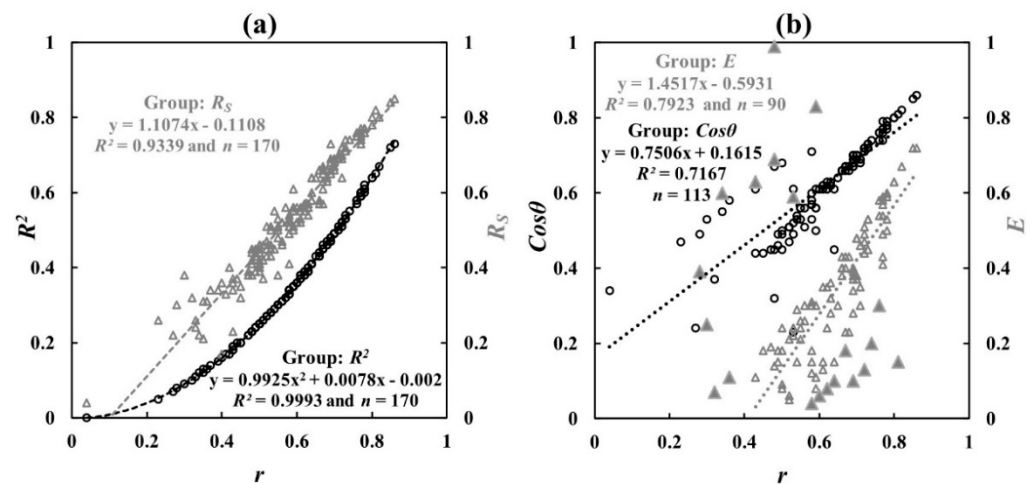 (a)
1
0.8
0.6
0.4
0.2
0
R²
Group: R_S
y = 1.1074x - 0.1108
R² = 0.9339 and n = 170
Group: R²
y = 0.9925x² + 0.0078x - 0.002
R² = 0.9993 and n = 170
1
0.8
0.6
0.4
0.2
0
R_S
0 0.2 0.4 0.6 0.8 1
r
(b)
1
0.8
0.6
0.4
0.2
0
Cosθ
Group: E
y = 1.4517x - 0.5931
R² = 0.7923 and n = 90
Group: Cosθ
y = 0.7506x + 0.1615
R² = 0.7167
n = 113
1
0.8
0.6
0.4
0.2
0
E
0 0.2 0.4 0.6 0.8 1
r